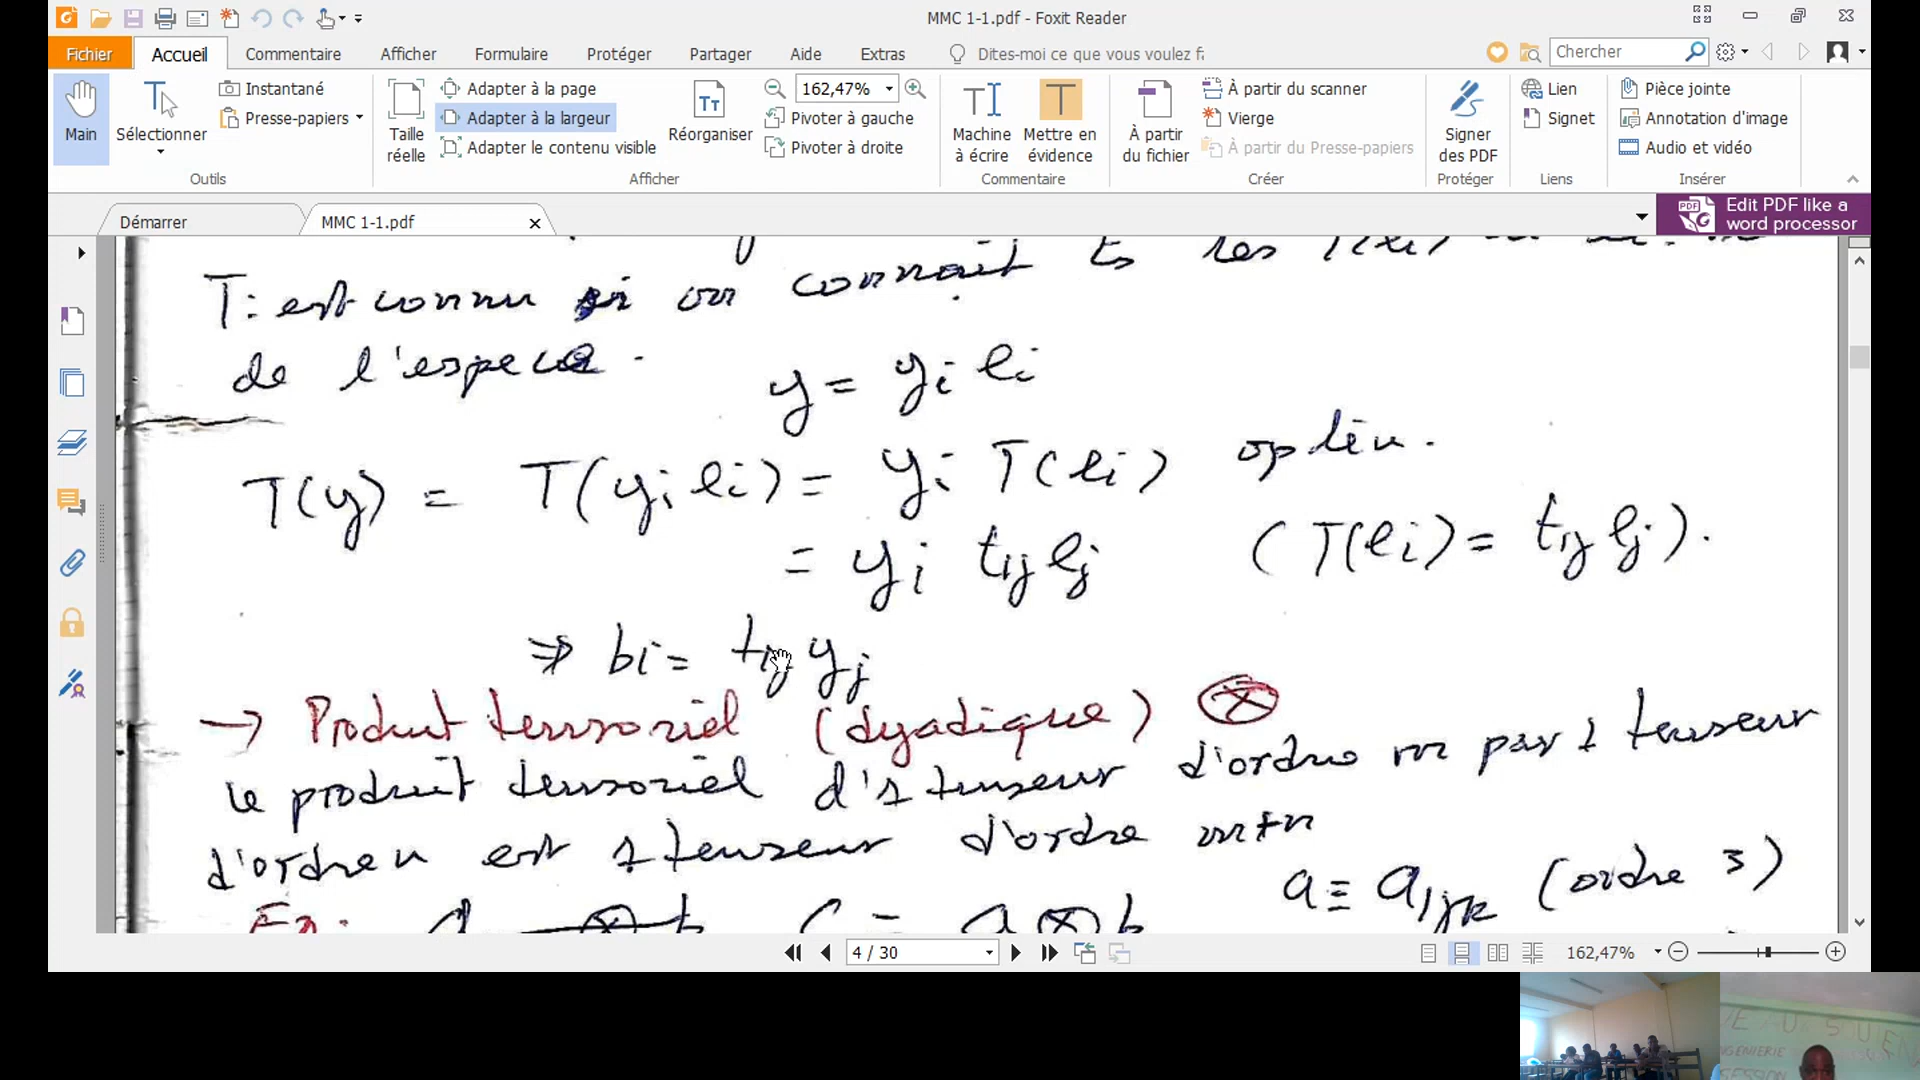 MMC 1-1.pdf - Foxit Reader
Fichier Accueil Commentaire Afficher Formulaire Protéger Partager Aide Extras Dites-moi ce que vous voulez f Chercher
Main
Sélectionner
Instantané
Presse-papiers
Outils
Taille réelle
Adapter à la page
Adapter à la largeur
Adapter le contenu visible
Réorganiser
162,47%
Pivoter à gauche
Pivoter à droite
Afficher
Machine à écrire
Mettre en évidence
Commentaire
À partir du fichier
À partir du scanner
Vierge
À partir du Presse-papiers
Créer
Signer des PDF
Protéger
Lien
Signet
Liens
Pièce jointe
Annotation d'image
Audio et vidéo
Insérer
Démarrer MMC 1-1.pdf
Edit PDF like a
word processor
on connait ts les T(ei)
T: est connu si on
de l'espace.
y = yi ei
T(y) = T(yi ei) = yi T(ei) op lin.
= yi tij ej (T(ei) = tij ej).
⇒ bi = tij yj
→ Produit tensoriel (dyadique) ⊗
le produit tensoriel d'1 tenseur d'ordre m par 1 tenseur
d'ordre n est 1 tenseur d'ordre m+n
a ≡ aijk (ordre 3)
Ex: a ⊗ b C = a ⊗ b
4 / 30
162,47%